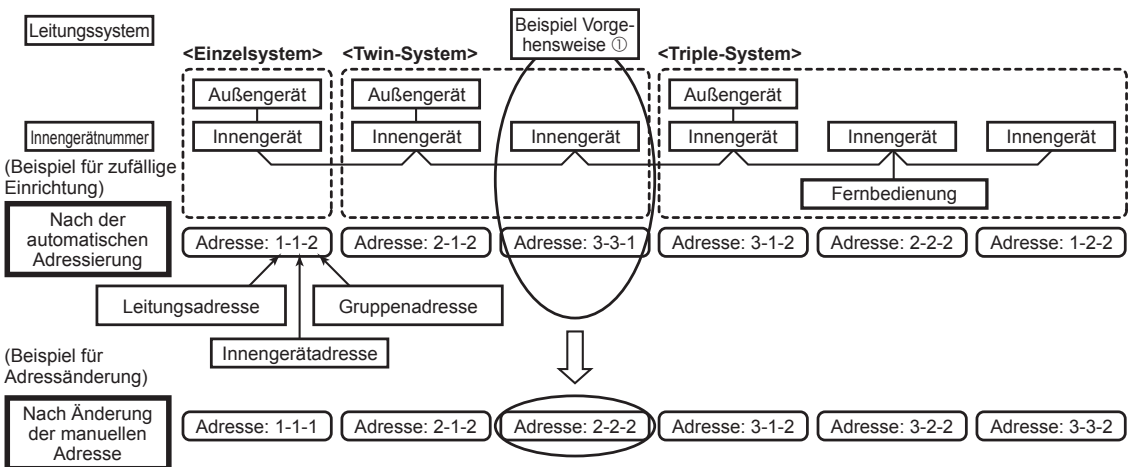 Leitungssystem
Beispiel Vorge-
hensweise ①
<Einzelsystem>
<Twin-System>
<Triple-System>
Außengerät
Außengerät
Außengerät
Innengerätnummer
Innengerät
Innengerät
Innengerät
Innengerät
Innengerät
Innengerät
(Beispiel für zufällige
Einrichtung)
Fernbedienung
Nach der
automatischen
Adressierung
Adresse: 1-1-2
Adresse: 2-1-2
Adresse: 3-3-1
Adresse: 3-1-2
Adresse: 2-2-2
Adresse: 1-2-2
Leitungsadresse
Gruppenadresse
Innengerätadresse
(Beispiel für
Adressänderung)
Nach Änderung
der manuellen
Adresse
Adresse: 1-1-1
Adresse: 2-1-2
Adresse: 2-2-2
Adresse: 3-1-2
Adresse: 3-2-2
Adresse: 3-3-2